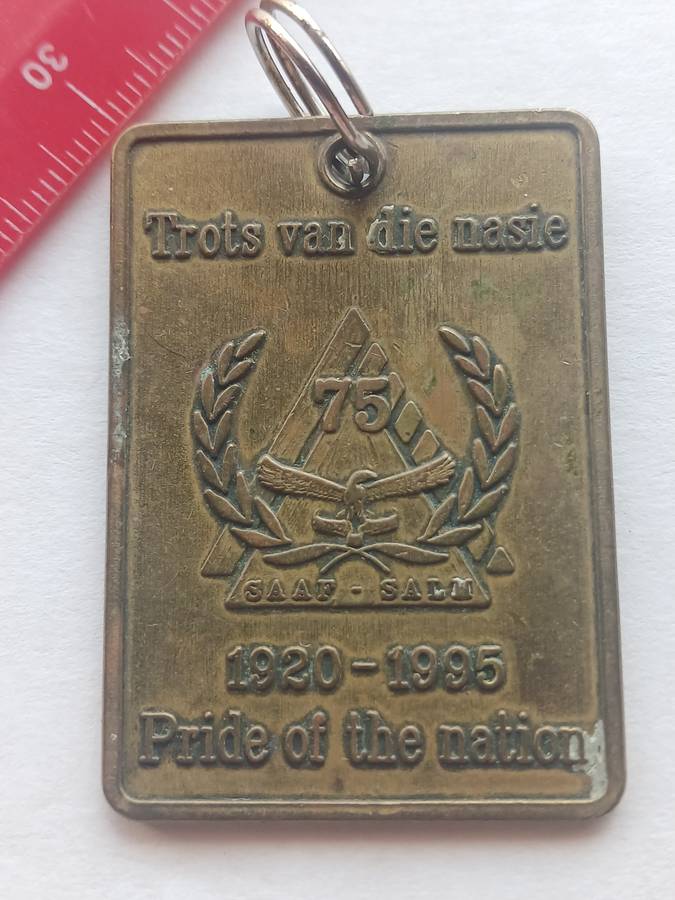 30
Trots van die nasie
75
SAAF - SALM
1920-1995
Pride of the nation